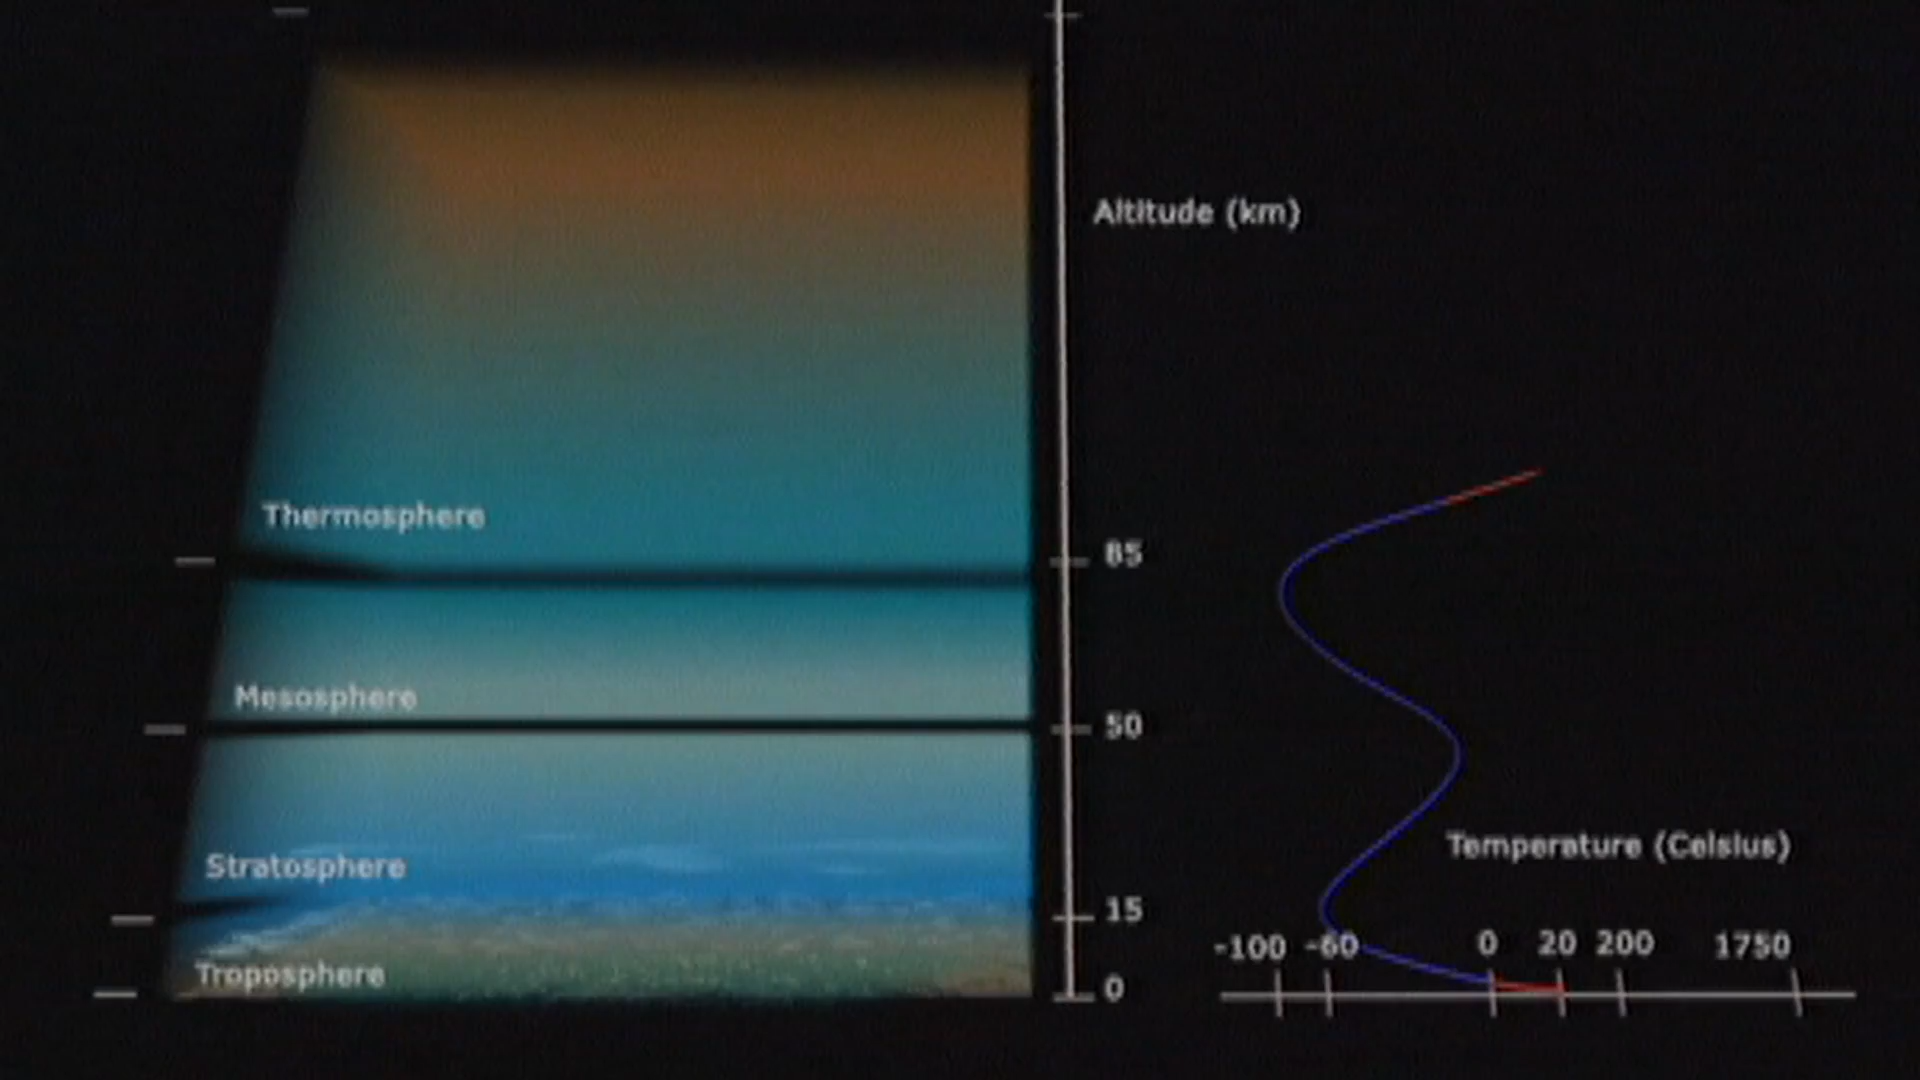 Altitude (km)
Thermosphere
85
Mesosphere
50
Temperature (Celsius)
Stratosphere
15
-100 -60 0 20 200 1750
Troposphere
0